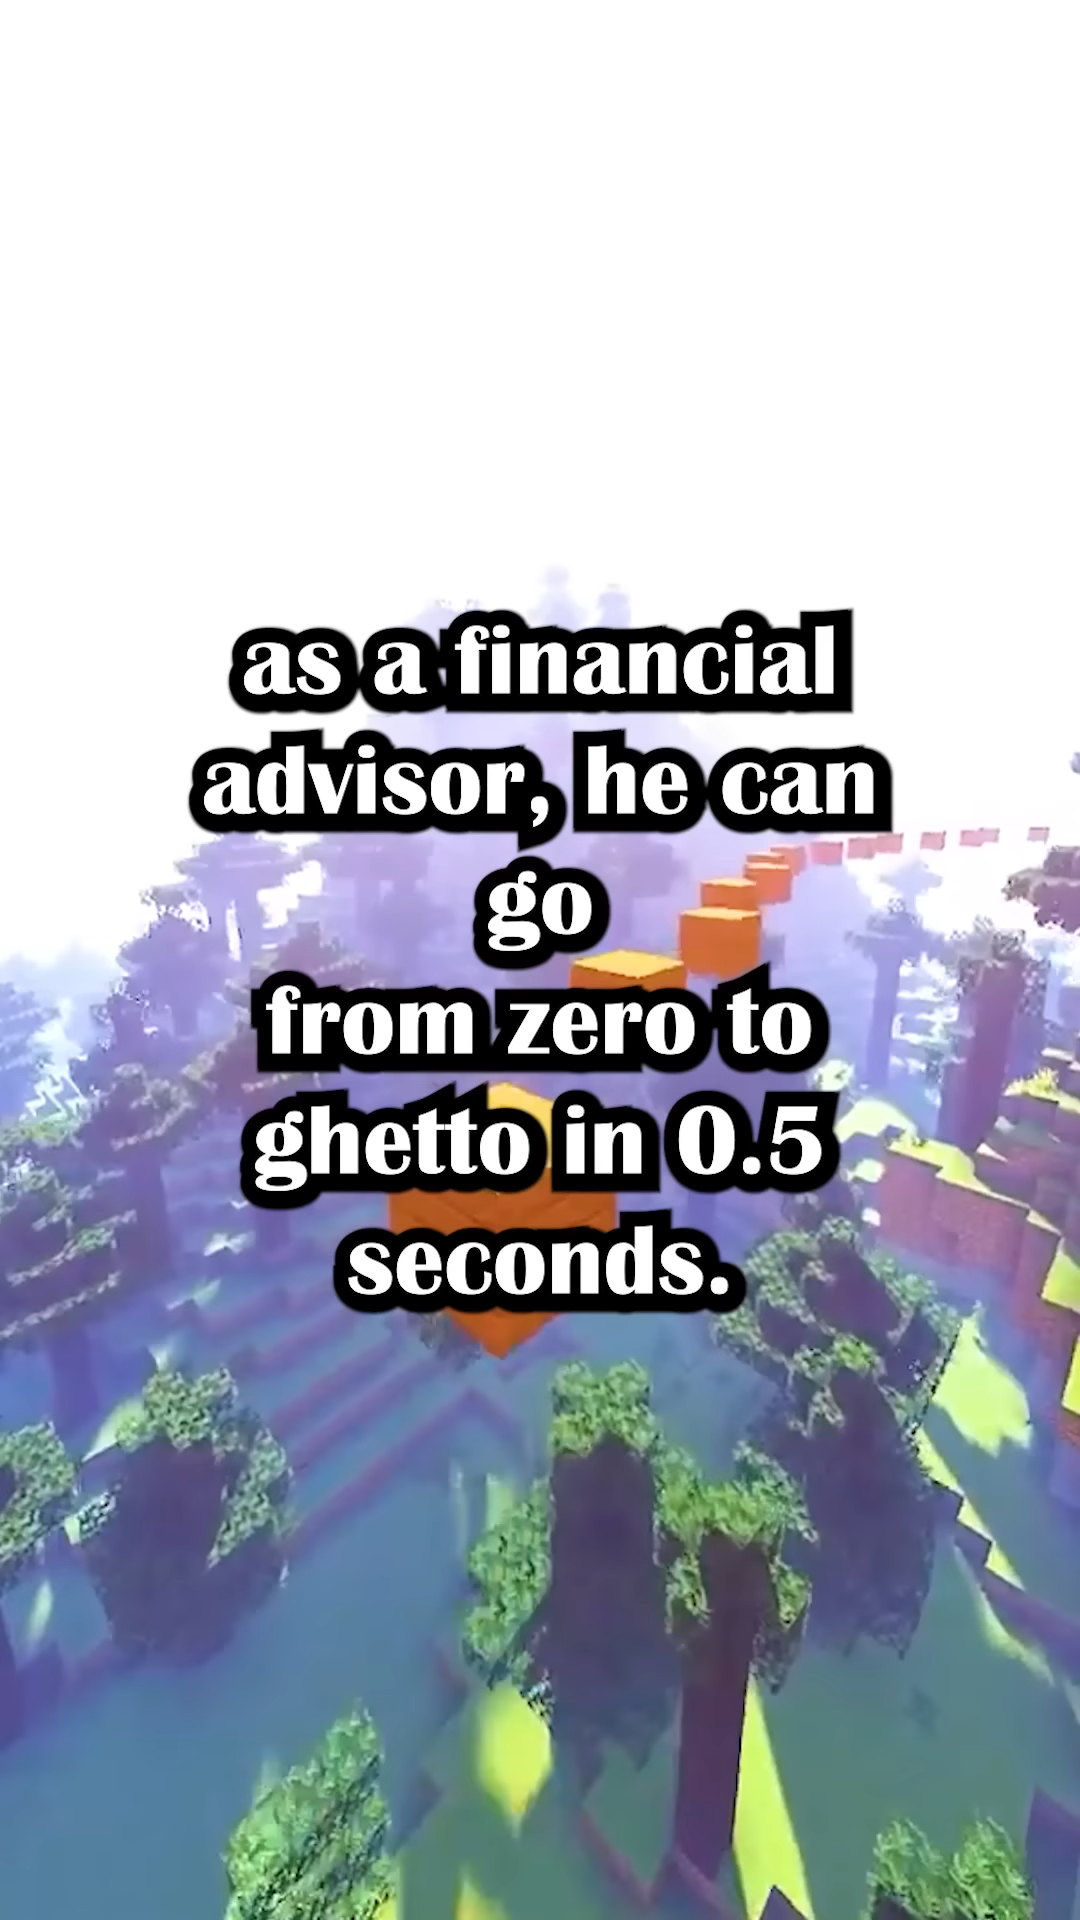 as a financial
advisor, he can
go
from zero to
ghetto in 0.5
seconds.